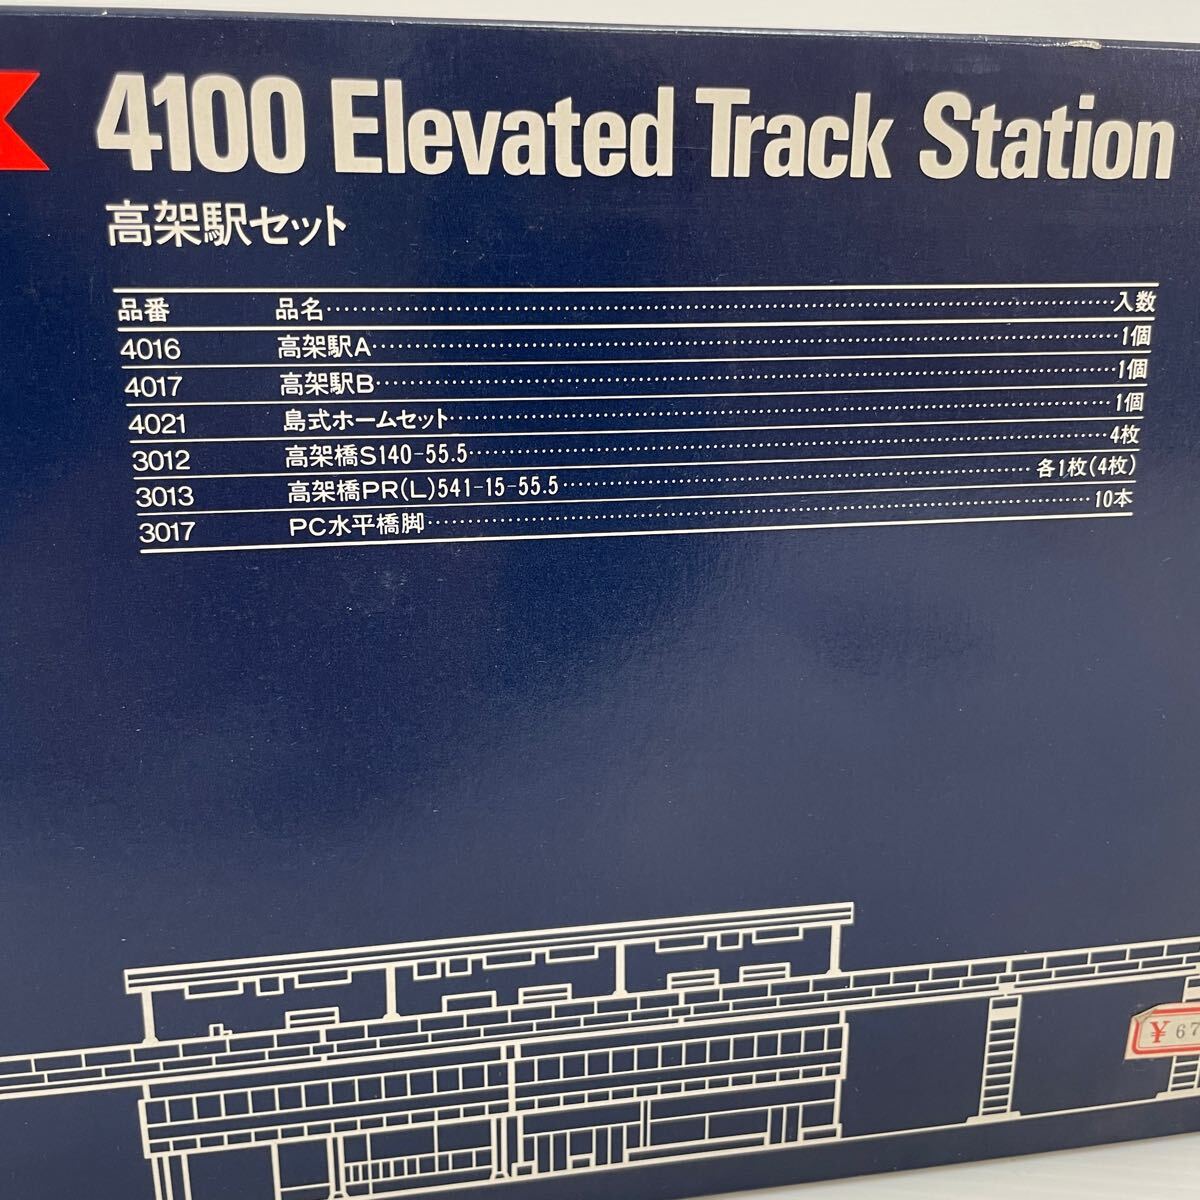 4100 Elevated Track Station
高架駅セット
品番 品名 入数
4016 高架駅A 1個
4017 高架駅B 1個
4021 島式ホームセット 1個
3012 高架橋S140-55.5 4枚
3013 高架橋PR(L)541-15-55.5 各1枚(4枚)
3017 PC水平橋脚 10本
¥67